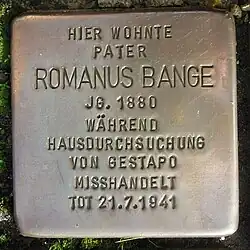 HIER WOHNTE
PATER
ROMANUS BANGE
JG. 1880
WÄHREND
HAUSDURCHSUCHUNG
VON GESTAPO
MISSHANDELT
TOT 21.7.1941